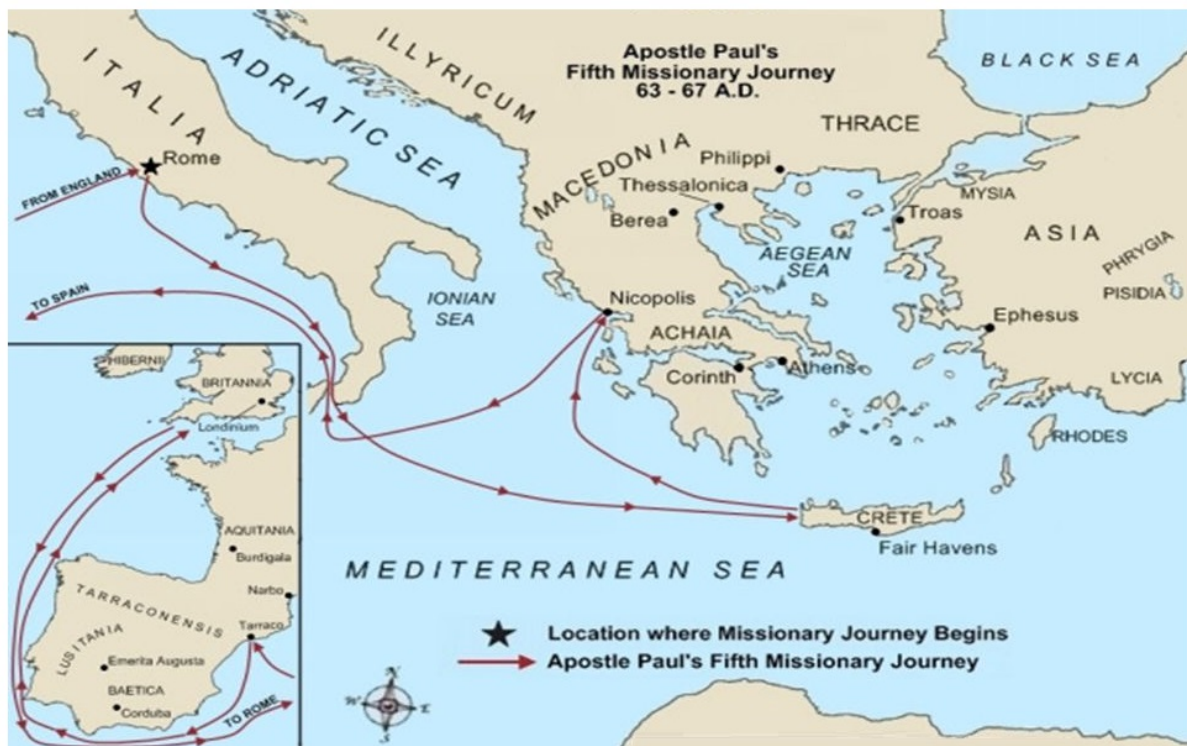 Apostle Paul's
Fifth Missionary Journey
63 - 67 A.D.
ITALIA
ADRIATIC SEA
ILLYRICUM
BLACK SEA
THRACE
MACEDONIA
Philippi
Thessalonica
Berea
Rome
FROM ENGLAND
MYSIA
Troas
ASIA
PHRYGIA
PISIDIA
AEGEAN
SEA
TO SPAIN
IONIAN
SEA
Nicopolis
ACHAIA
Ephesus
Corinth
Athens
LYCIA
RHODES
CRETE
Fair Havens
MEDITERRANEAN SEA
HIBERNII
BRITANNIA
Londinium
AQUITANIA
Burdigala
Narbo
TARRACONENSIS
Tarraco
LUSITANIA
Emerita Augusta
BAETICA
Corduba
TO ROME
N
W
E
S
Location where Missionary Journey Begins
Apostle Paul's Fifth Missionary Journey